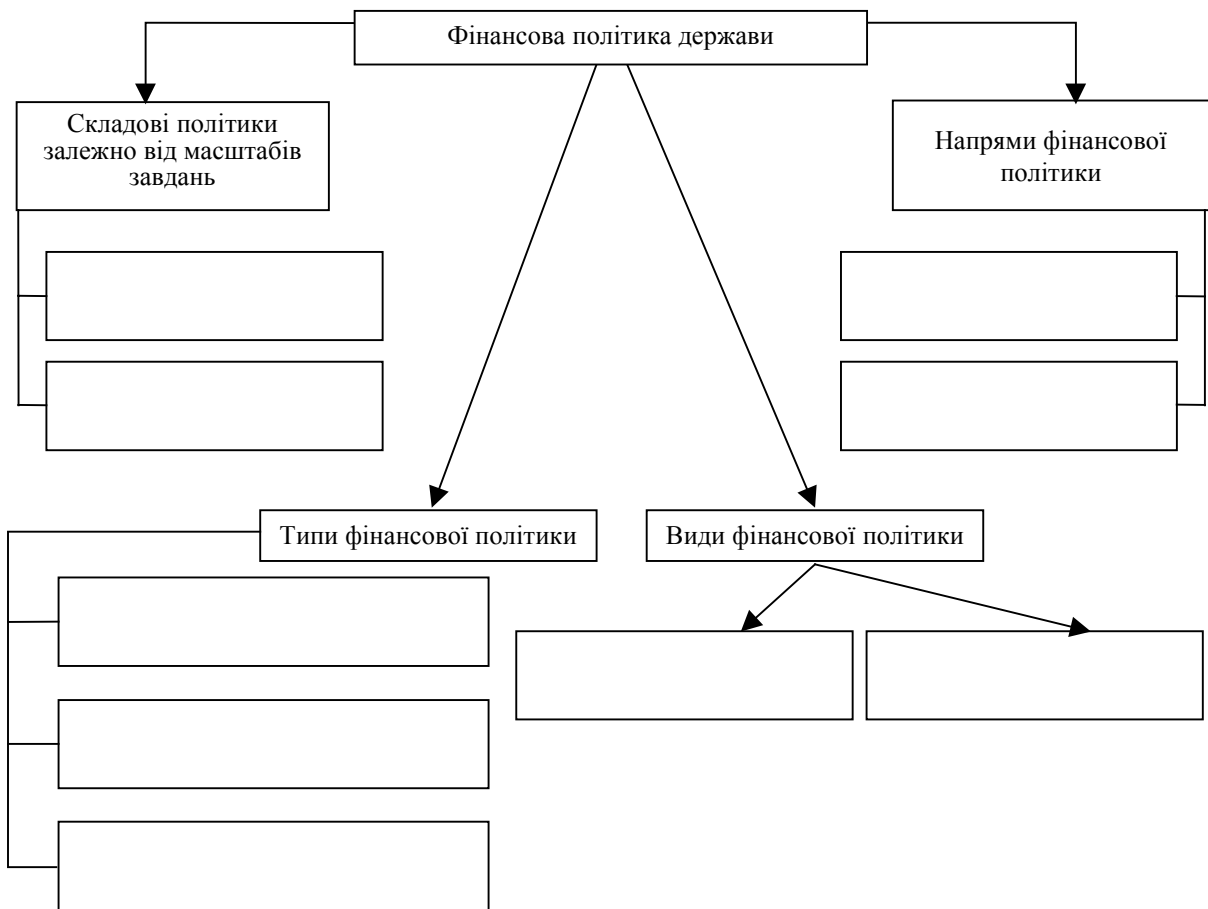 Фінансова політика держави
Складові політики
залежно від масштабів
завдань
Напрями фінансової
політики
Типи фінансової політики
Види фінансової політики